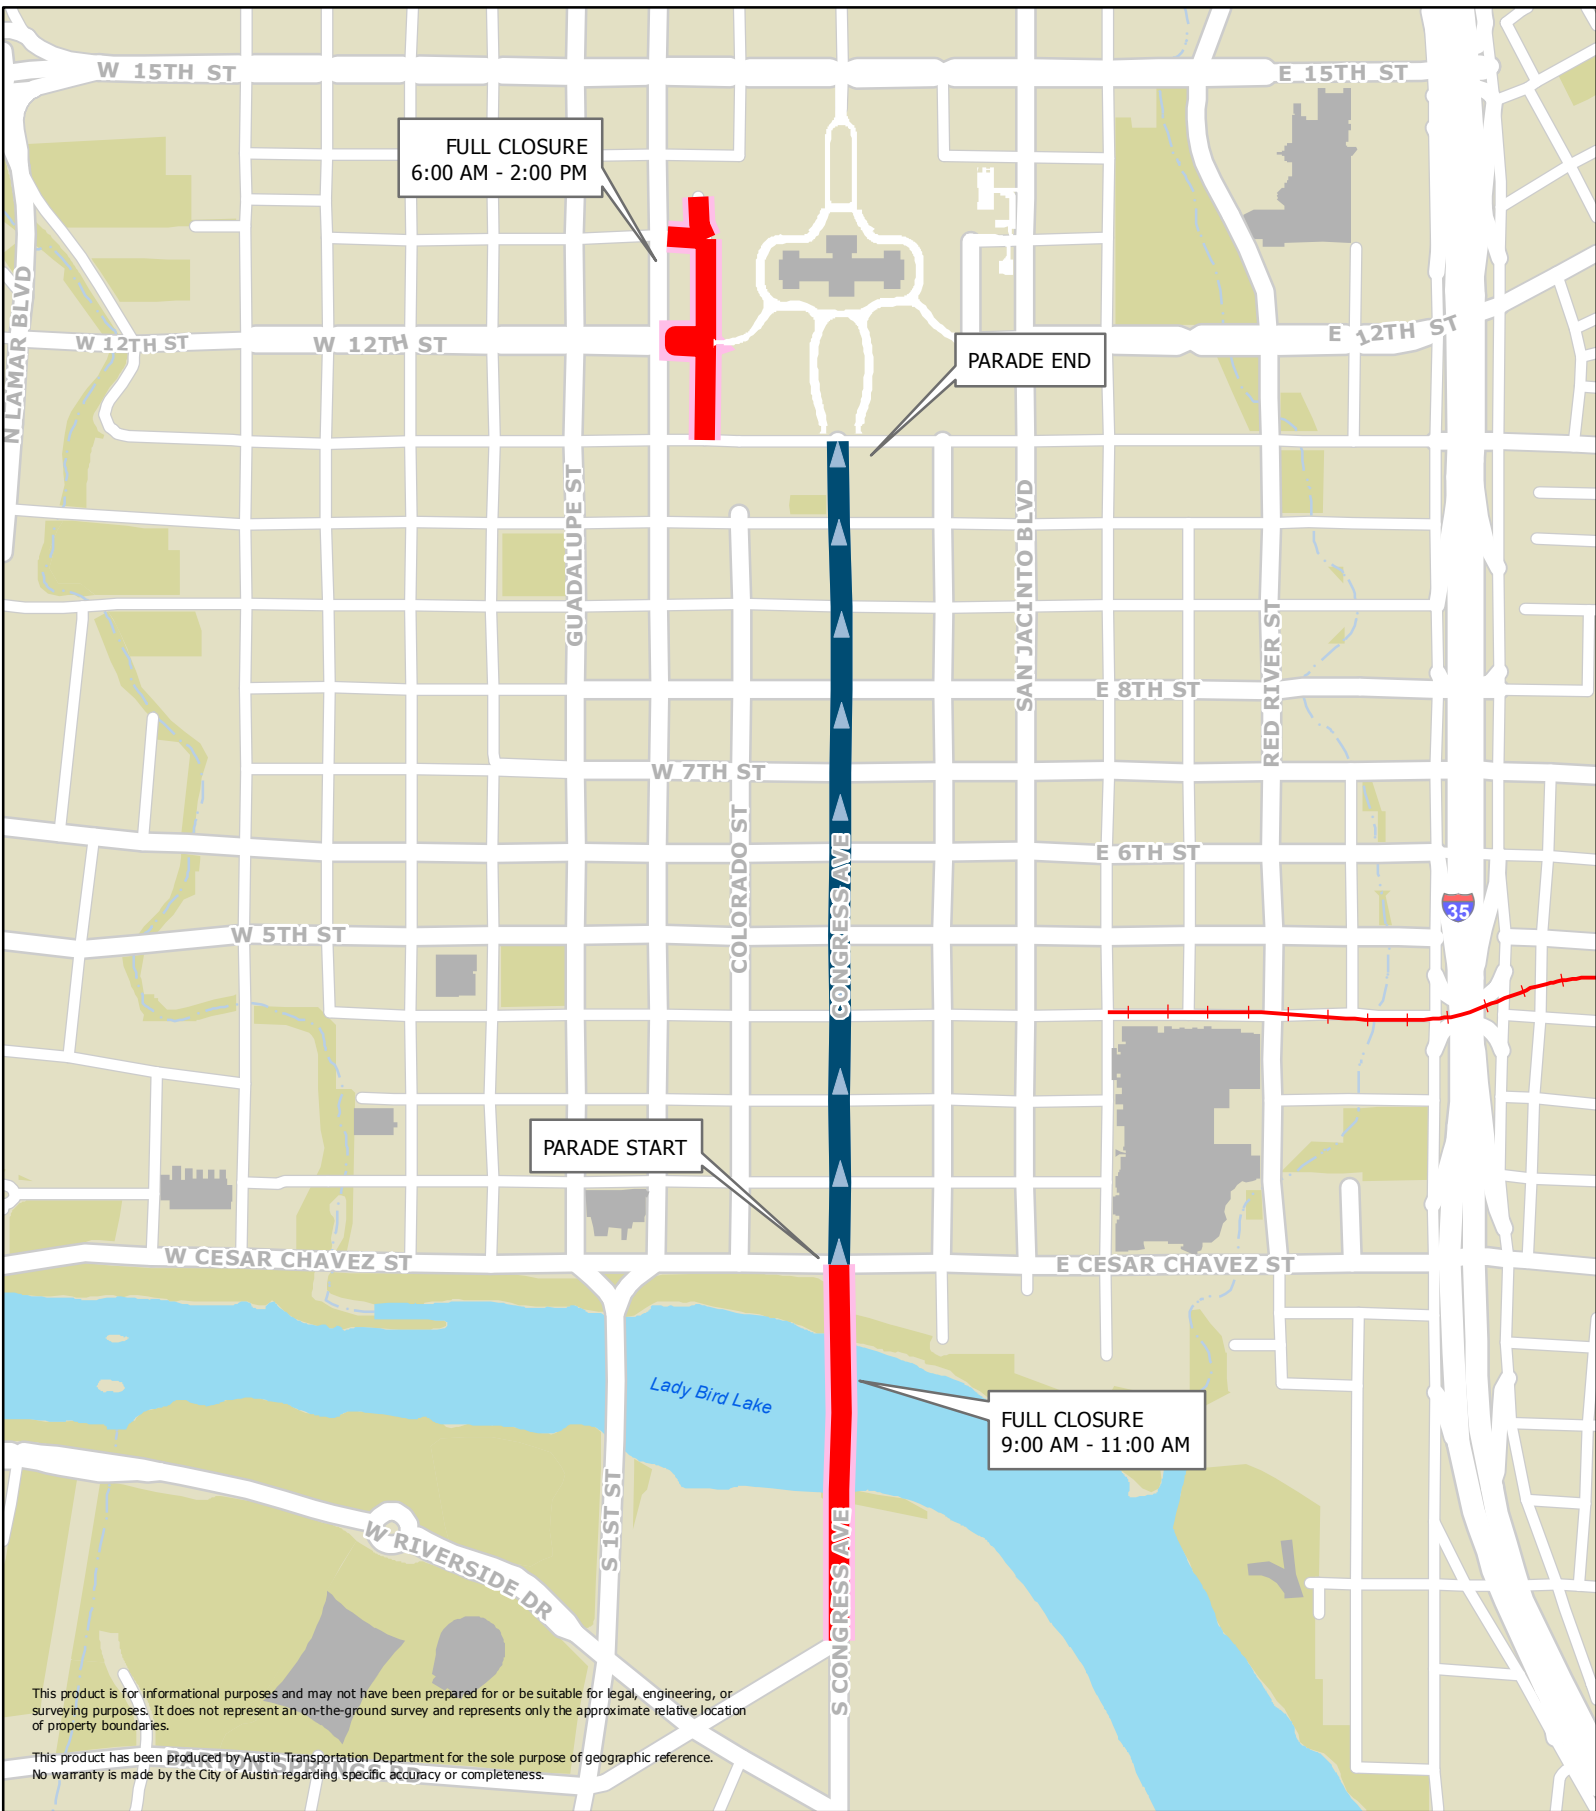 W 15TH ST
E 15TH ST
FULL CLOSURE
6:00 AM - 2:00 PM
N LAMAR BLVD
W 12TH ST
W 12TH ST
E 12TH ST
PARADE END
GUADALUPE ST
SAN JACINTO BLVD
RED RIVER ST
E 8TH ST
W 7TH ST
COLORADO ST
CONGRESS AVE
E 6TH ST
35
W 5TH ST
PARADE START
W CESAR CHAVEZ ST
E CESAR CHAVEZ ST
Lady Bird Lake
FULL CLOSURE
9:00 AM - 11:00 AM
S 1ST ST
W RIVERSIDE DR
S CONGRESS AVE
BARTON SPRINGS RD
This product is for informational purposes and may not have been prepared for or be suitable for legal, engineering, or
surveying purposes. It does not represent an on-the-ground survey and represents only the approximate relative location
of property boundaries.
This product has been produced by Austin Transportation Department for the sole purpose of geographic reference.
No warranty is made by the City of Austin regarding specific accuracy or completeness.